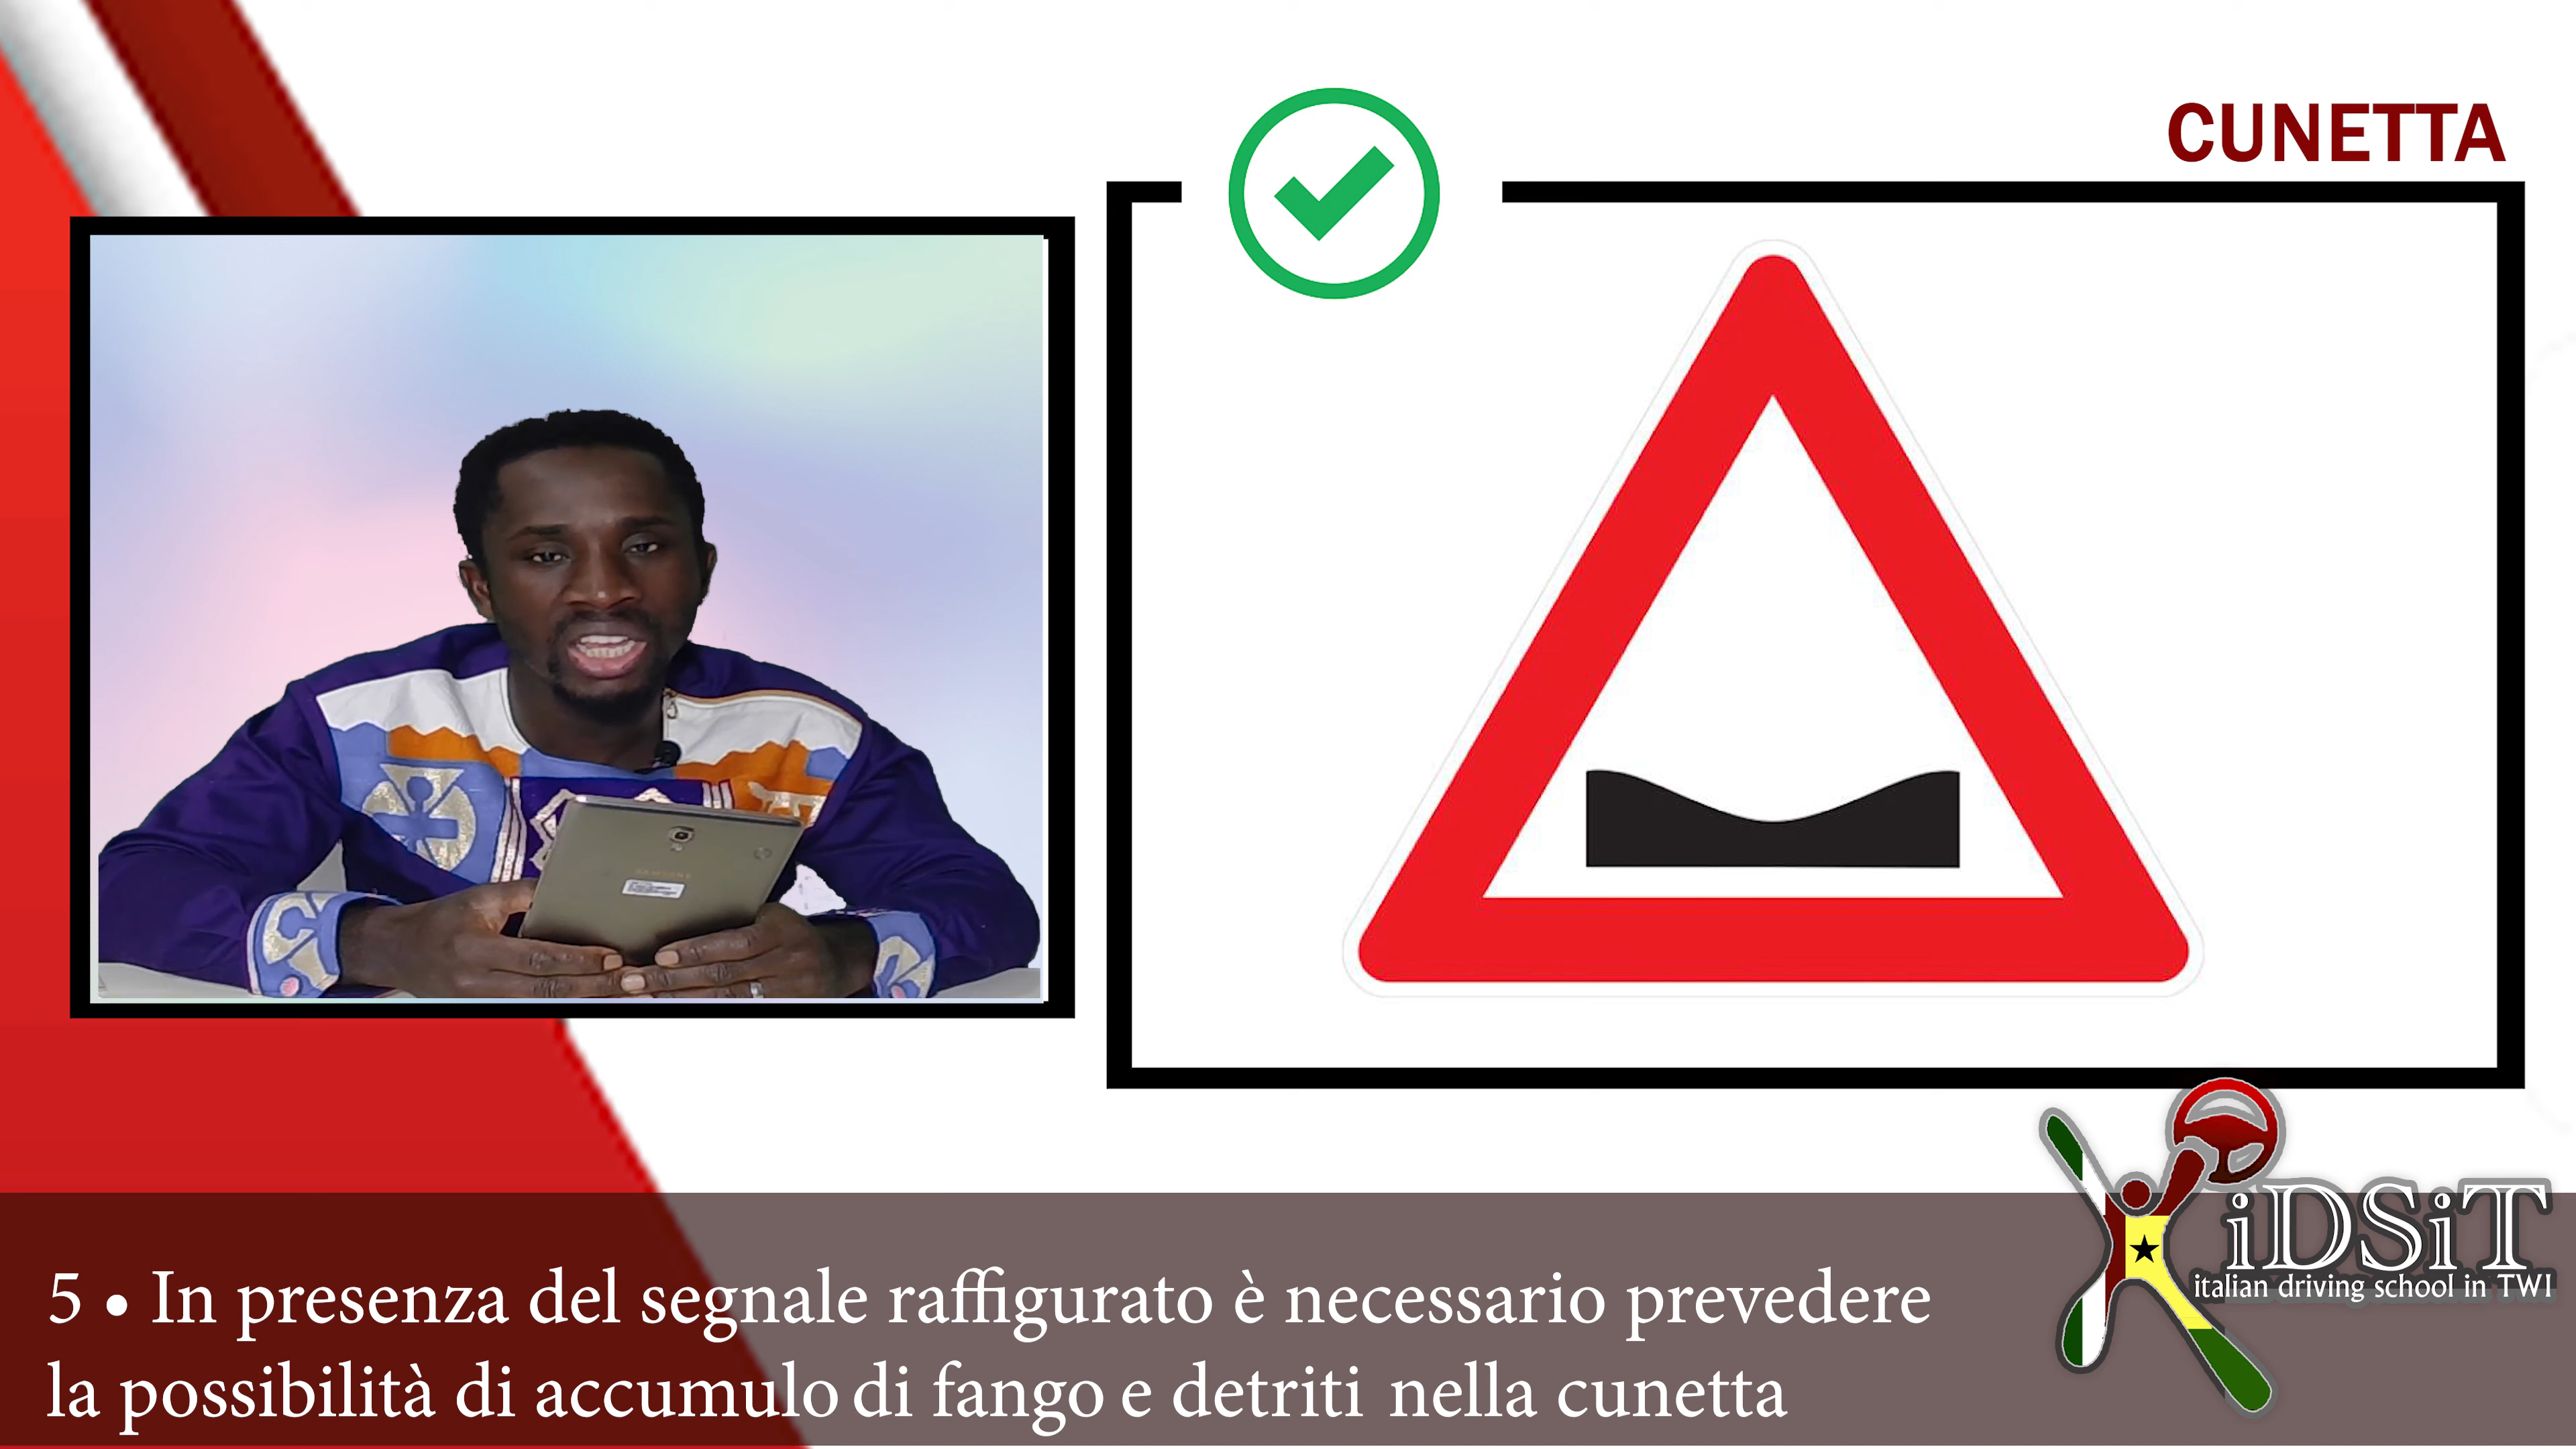 CUNETTA
iDSiT
italian driving school in TWI
5 • In presenza del segnale raffigurato è necessario prevedere
la possibilità di accumulo di fango e detriti nella cunetta